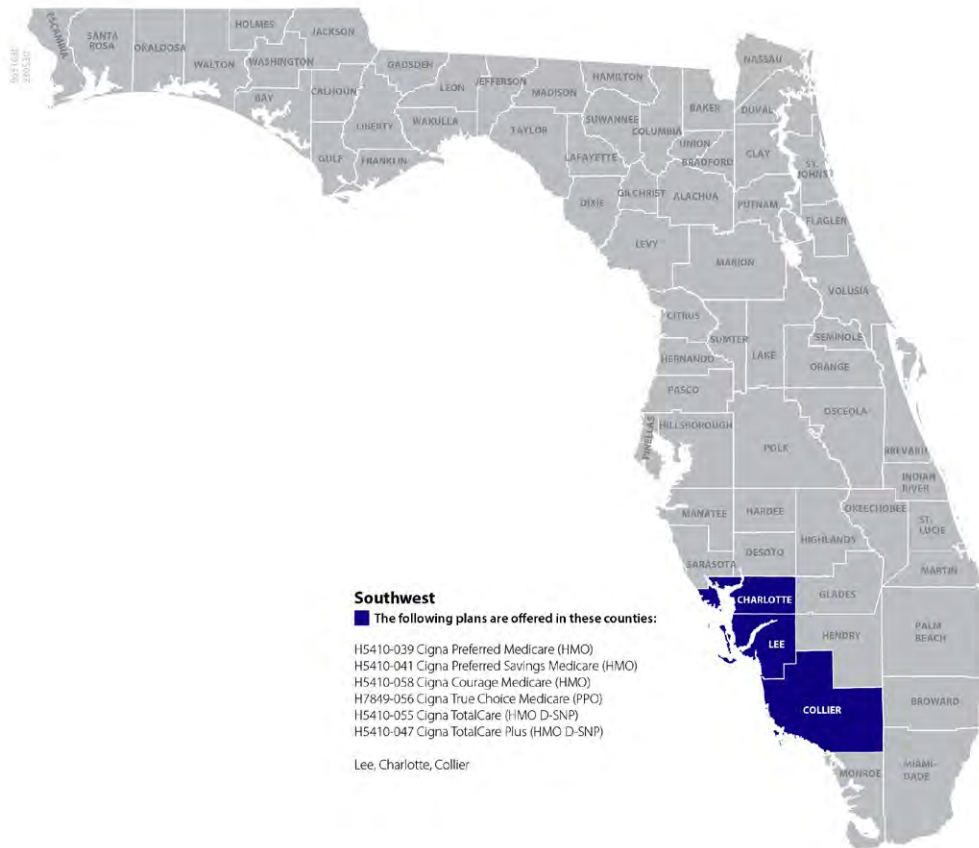 ESCAMBIA
SANTA
ROSA
OKALOOSA
WALTON
HOLMES
WASHINGTON
JACKSON
BAY
CALHOUN
GULF
GADSDEN
LIBERTY
FRANKLIN
LEON
WAKULLA
JEFFERSON
MADISON
TAYLOR
HAMILTON
SUWANNEE
LAFAYETTE
DIXIE
COLUMBIA
GILCHRIST
BAKER
UNION
BRADFORD
ALACHUA
LEVY
NASSAU
DUVAL
CLAY
ST.
JOHNS
PUTNAM
FLAGLER
MARION
VOLUSIA
CITRUS
SUMTER
LAKE
SEMINOLE
HERNANDO
ORANGE
PASCO
OSCEOLA
HILLSBOROUGH
PINELLAS
POLK
BREVARD
INDIAN
RIVER
MANATEE
HARDEE
OKEECHOBEE
HIGHLANDS
ST.
LUCIE
SARASOTA
DESOTO
MARTIN
CHARLOTTE
GLADES
LEE
HENDRY
PALM
BEACH
COLLIER
BROWARD
MONROE
MIAMI-
DADE
Southwest
The following plans are offered in these counties:
H5410-039 Cigna Preferred Medicare (HMO)
H5410-041 Cigna Preferred Savings Medicare (HMO)
H5410-058 Cigna Courage Medicare (HMO)
H7849-056 Cigna True Choice Medicare (PPO)
H5410-055 Cigna TotalCare (HMO D-SNP)
H5410-047 Cigna TotalCare Plus (HMO D-SNP)
Lee, Charlotte, Collier